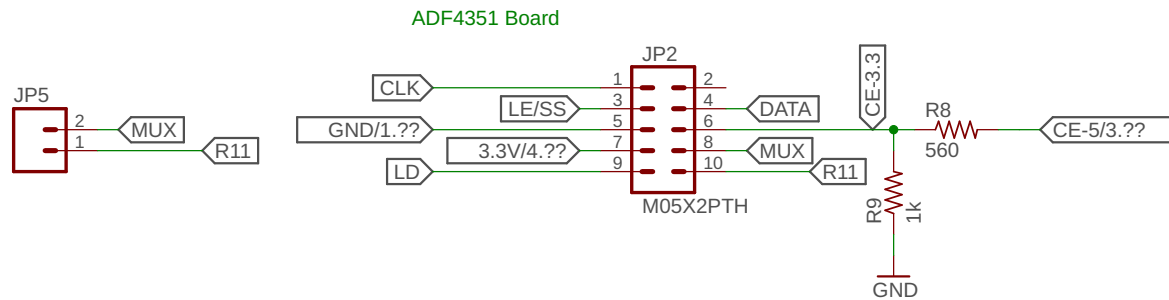 ADF4351 Board
JP5
2
MUX
1
R11
JP2
CLK
1
2
LE/SS
3
4
DATA
GND/1.??
5
6
3.3V/4.??
7
8
MUX
LD
9
10
R11
M05X2PTH
CE-3.3
R8
560
CE-5/3.??
R9
1k
GND